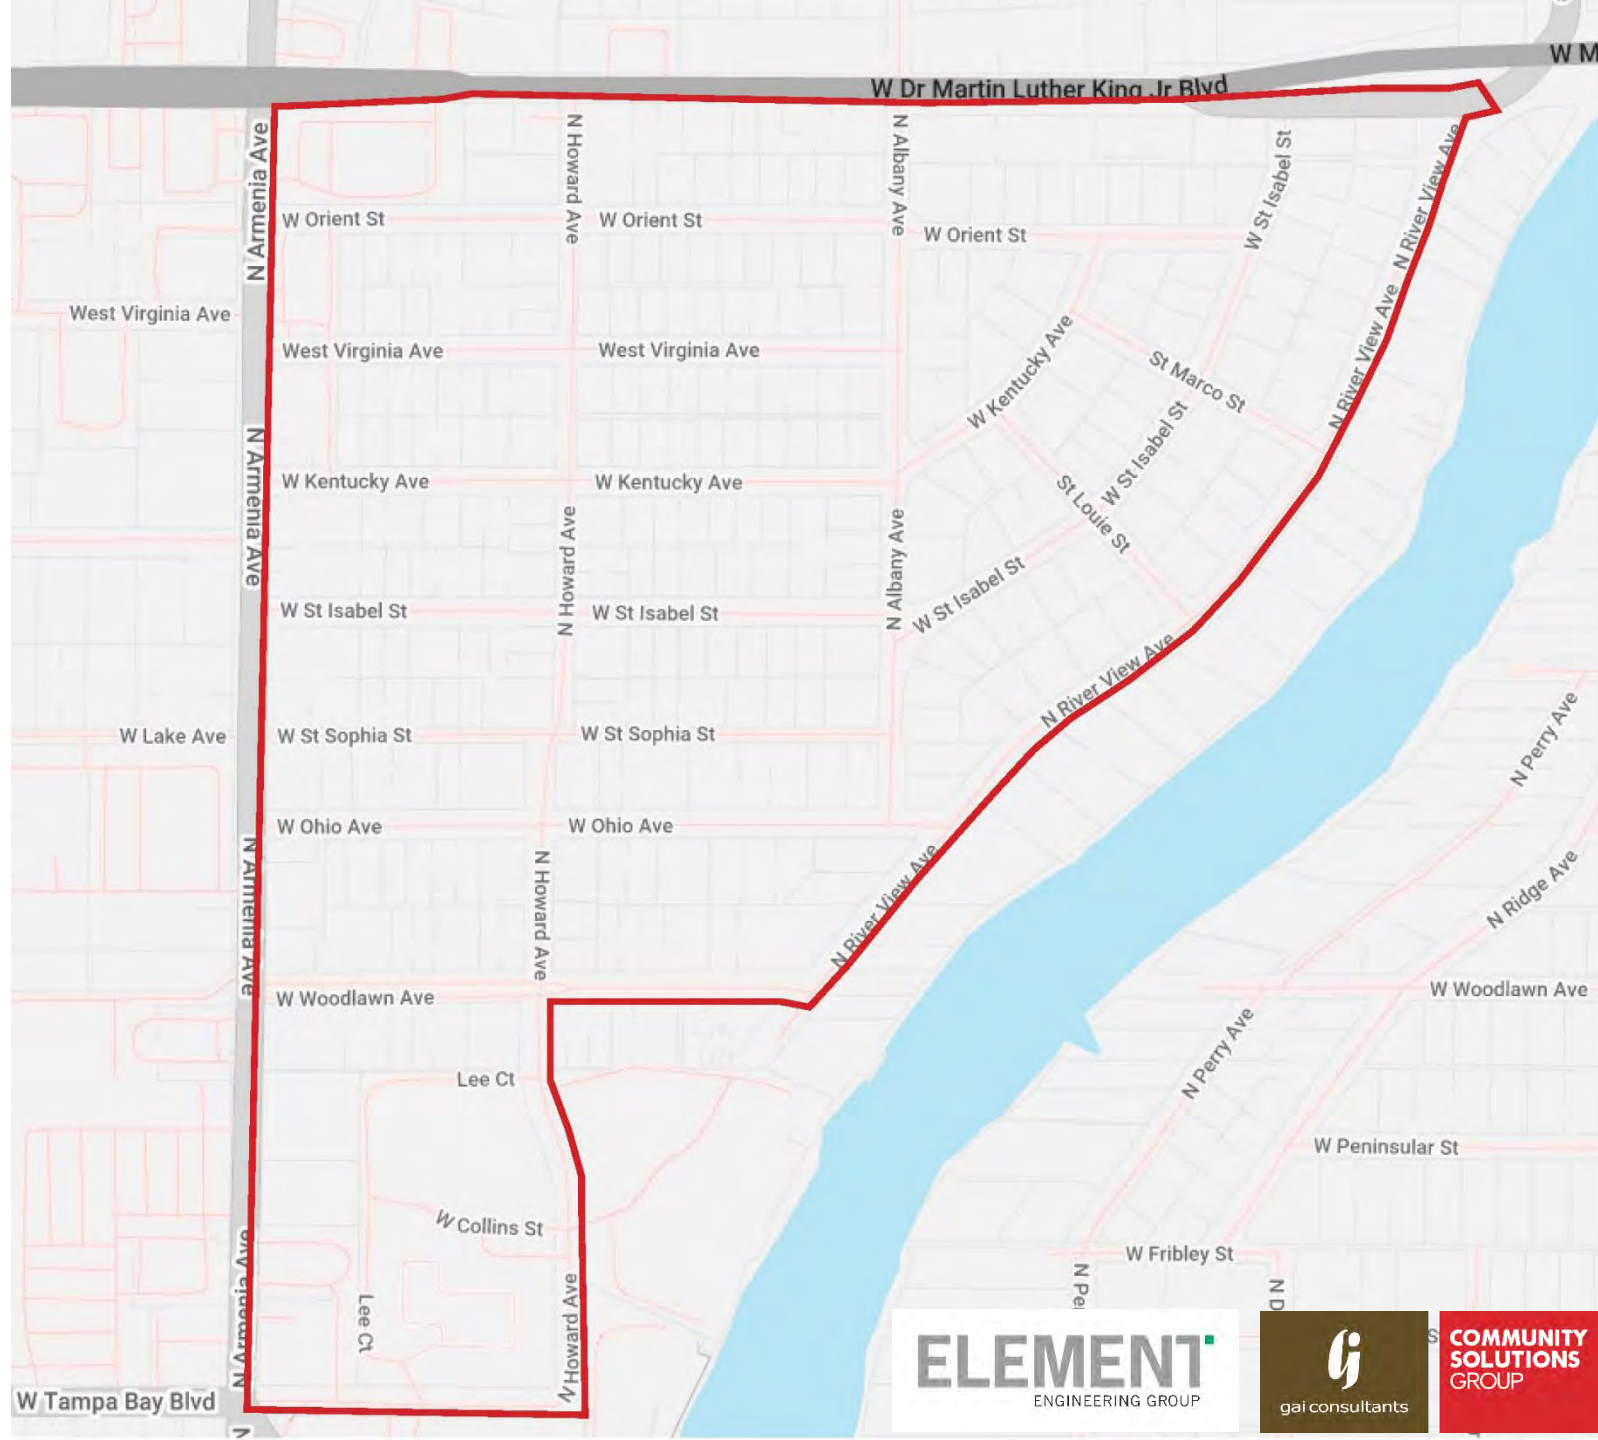 W M
W Dr Martin Luther King Jr Blvd
N Armenia Ave
N Howard Ave
N Albany Ave
W St Isabel St
N River View Ave
W Orient St
W Orient St
W Orient St
N River View Ave
West Virginia Ave
West Virginia Ave
West Virginia Ave
W Kentucky Ave
St Marco St
N Armenia Ave
W Kentucky Ave
W Kentucky Ave
St Louie St
W St Isabel St
N Howard Ave
N Albany Ave
W St Isabel St
W St Isabel St
W St Isabel St
N River View Ave
W Lake Ave
W St Sophia St
W St Sophia St
N Perry Ave
W Ohio Ave
W Ohio Ave
N Armenia Ave
N Howard Ave
N River View Ave
N Ridge Ave
W Woodlawn Ave
W Woodlawn Ave
N Perry Ave
Lee Ct
W Peninsular St
W Collins St
W Fribley St
N Armenia Ave
Lee Ct
N Howard Ave
N Pe
N D
W Tampa Bay Blvd
N
ELEMENT
ENGINEERING GROUP
gai consultants
S
COMMUNITY
SOLUTIONS
GROUP